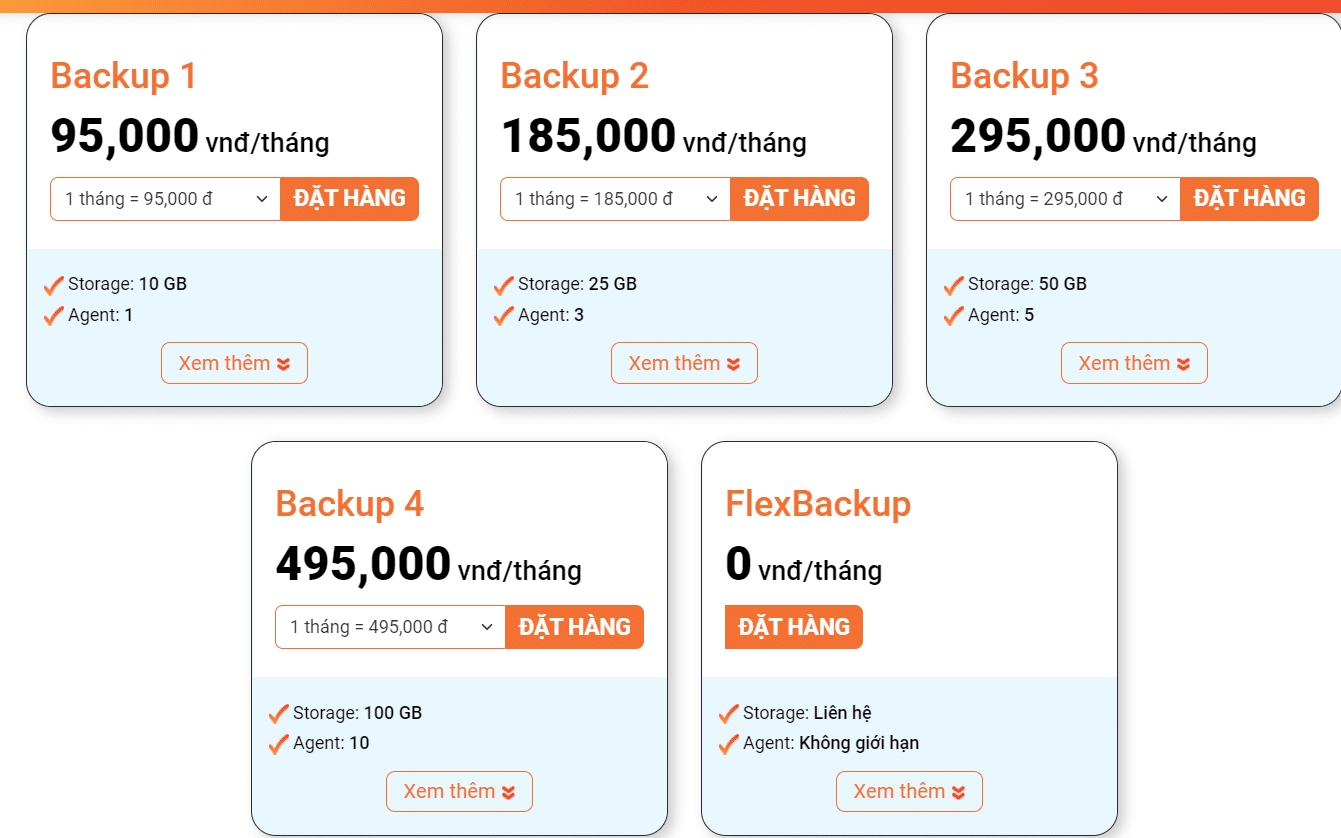 Backup 1
95,000 vnđ/tháng
1 tháng = 95,000 đ
ĐẶT HÀNG
Storage: 10 GB
Agent: 1
Xem thêm
Backup 2
185,000 vnđ/tháng
1 tháng = 185,000 đ
ĐẶT HÀNG
Storage: 25 GB
Agent: 3
Xem thêm
Backup 3
295,000 vnđ/tháng
1 tháng = 295,000 đ
ĐẶT HÀNG
Storage: 50 GB
Agent: 5
Xem thêm
Backup 4
495,000 vnđ/tháng
1 tháng = 495,000 đ
ĐẶT HÀNG
Storage: 100 GB
Agent: 10
Xem thêm
FlexBackup
0 vnđ/tháng
ĐẶT HÀNG
Storage: Liên hệ
Agent: Không giới hạn
Xem thêm